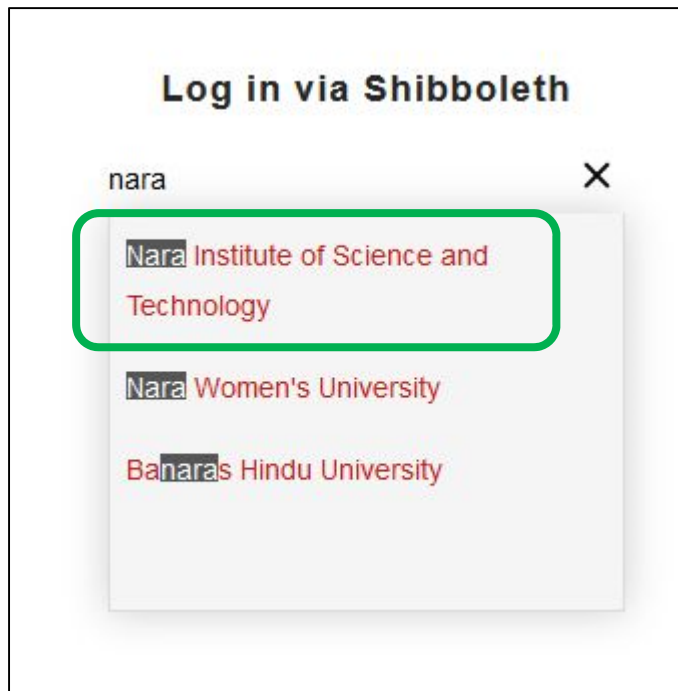 Log in via Shibboleth
nara
Nara Institute of Science and
Technology
Nara Women's University
Banaras Hindu University